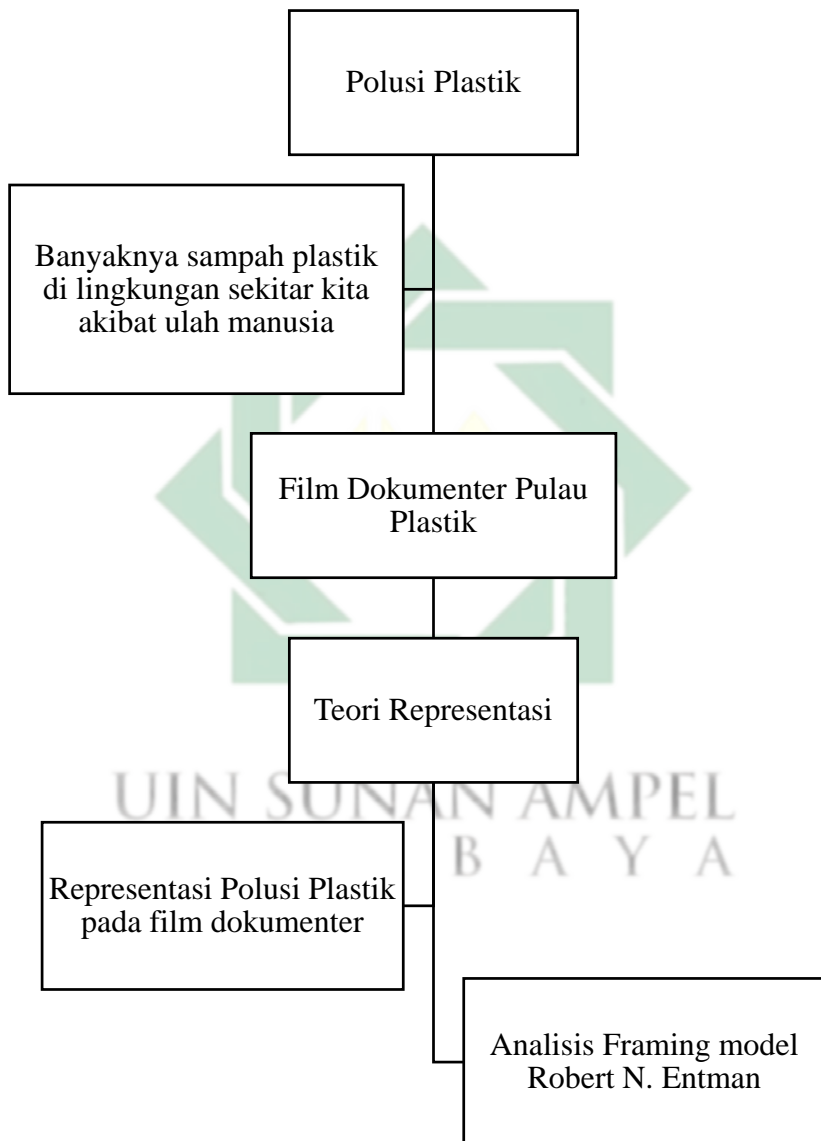 Polusi Plastik
Banyaknya sampah plastik
di lingkungan sekitar kita
akibat ulah manusia
Film Dokumenter Pulau
Plastik
Teori Representasi
UIN SUNAN AMPEL
B A Y A
Representasi Polusi Plastik
pada film dokumenter
Analisis Framing model
Robert N. Entman